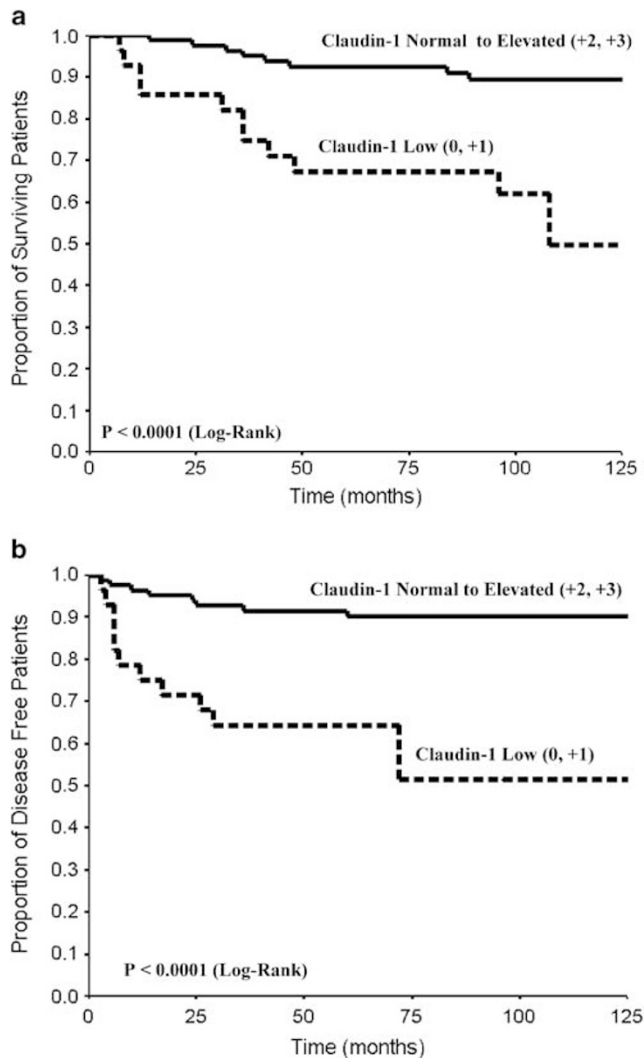 a
1.0
Claudin-1 Normal to Elevated (+2, +3)
0.9
0.8
0.7
Claudin-1 Low (0, +1)
0.6
0.5
0.4
0.3
0.2
0.1
P < 0.0001 (Log-Rank)
0.0
0 25 50 75 100 125
Time (months)
Proportion of Surviving Patients
b
1.0
Claudin-1 Normal to Elevated (+2, +3)
0.9
0.8
0.7
0.6
Claudin-1 Low (0, +1)
0.5
0.4
0.3
0.2
0.1
P < 0.0001 (Log-Rank)
0.0
0 25 50 75 100 125
Time (months)
Proportion of Disease Free Patients